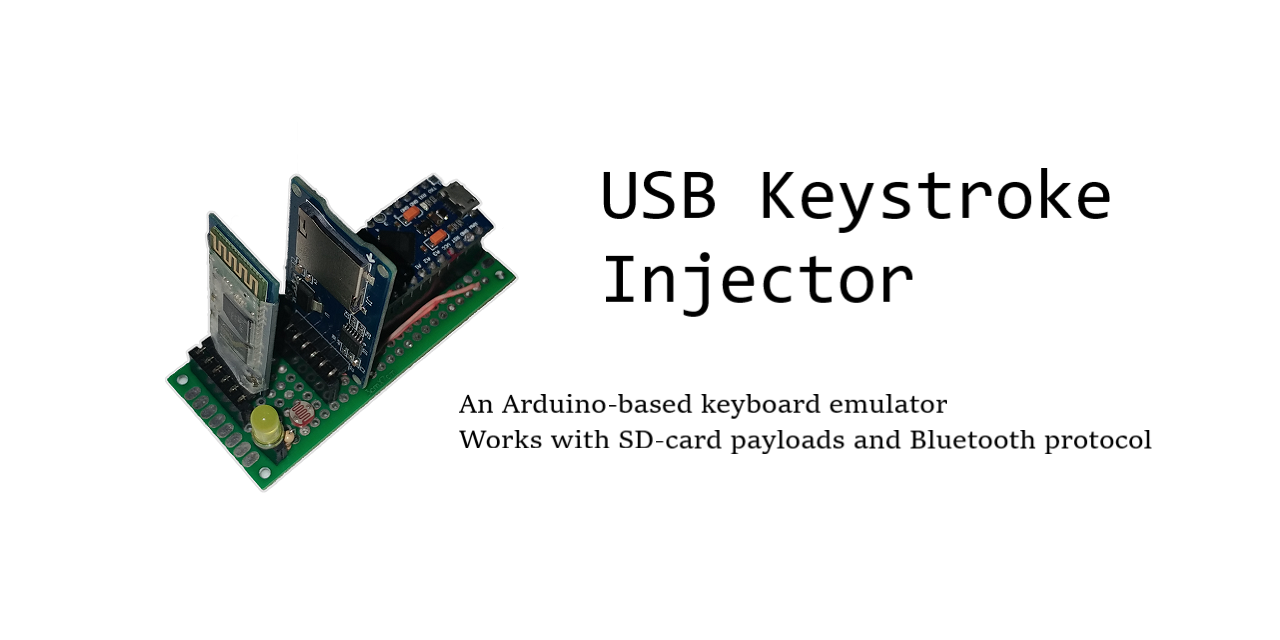 USB Keystroke
Injector
An Arduino-based keyboard emulator
Works with SD-card payloads and Bluetooth protocol